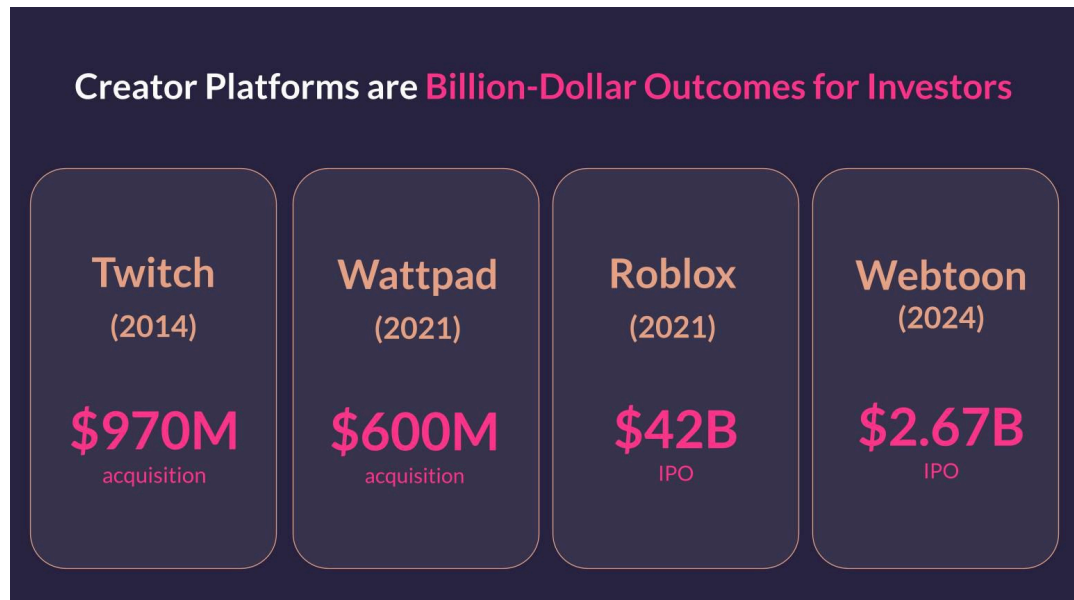 Creator Platforms are Billion-Dollar Outcomes for Investors
Twitch
(2014)
$970M
acquisition
Wattpad
(2021)
$600M
acquisition
Roblox
(2021)
$42B
IPO
Webtoon
(2024)
$2.67B
IPO